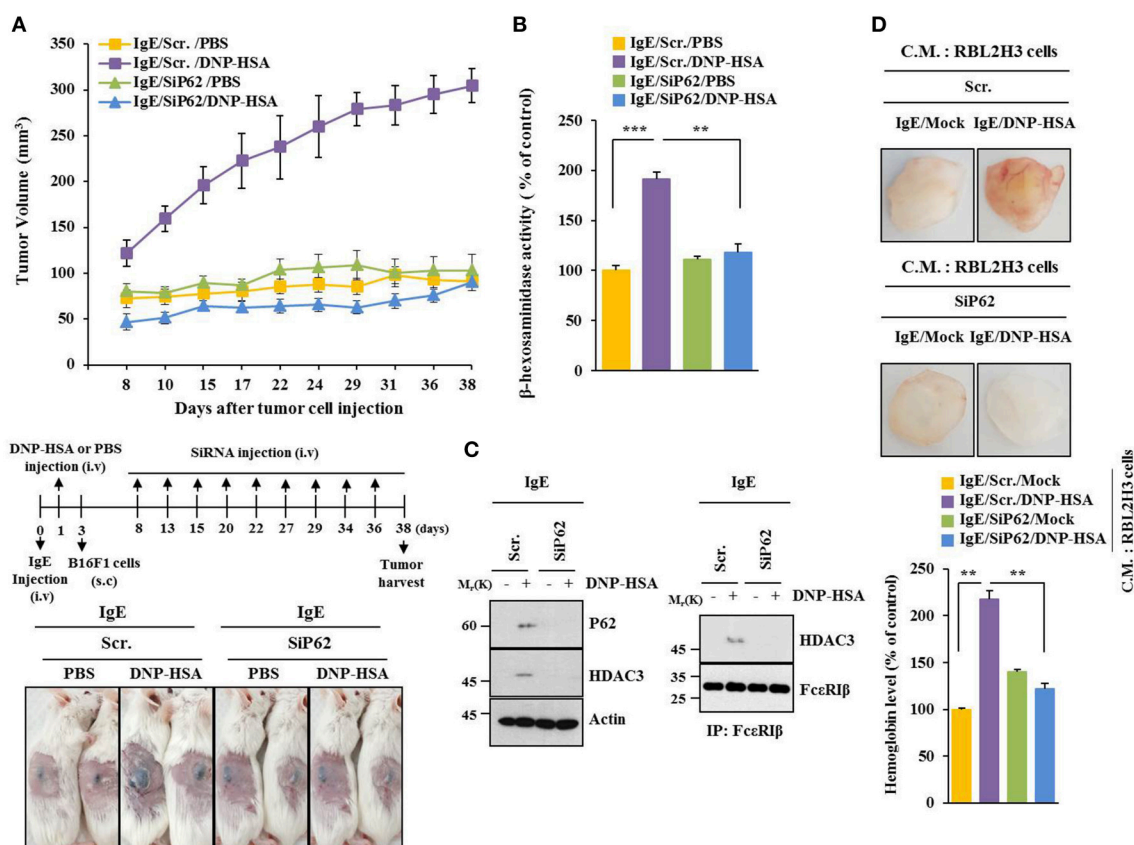 A
IgE/Scr. /PBS
IgE/Scr. /DNP-HSA
IgE/SiP62 /PBS
IgE/SiP62/DNP-HSA
Tumor Volume (mm³)
350
300
250
200
150
100
50
0
8 10 15 17 22 24 29 31 36 38
Days after tumor cell injection
DNP-HSA or PBS
injection (i.v)
SiRNA injection (i.v)
0 1 3 8 13 15 20 22 27 29 34 36 38 (days)
IgE
Injection
(i.v)
B16F1 cells
(s.c)
Tumor
harvest
IgE IgE
Scr. SiP62
PBS DNP-HSA PBS DNP-HSA
B
IgE/Scr./PBS
IgE/Scr./DNP-HSA
IgE/SiP62/PBS
IgE/SiP62/DNP-HSA
β-hexosaminidase activity ( % of control)
250
200
150
100
50
0
*** **
C
IgE
Scr. SiP62
Mr(K) - + - + DNP-HSA
60 P62
45 HDAC3
45 Actin
IgE
Scr. SiP62
Mr(K) - + - + DNP-HSA
45 HDAC3
35
25 FcεRIβ
IP: FcεRIβ
D
C.M. : RBL2H3 cells
Scr.
IgE/Mock IgE/DNP-HSA
C.M. : RBL2H3 cells
SiP62
IgE/Mock IgE/DNP-HSA
IgE/Scr./Mock
IgE/Scr./DNP-HSA
IgE/SiP62/Mock
IgE/SiP62/DNP-HSA
C.M. : RBL2H3 cells
Hemoglobin level (% of control)
250
200
150
100
50
0
** **